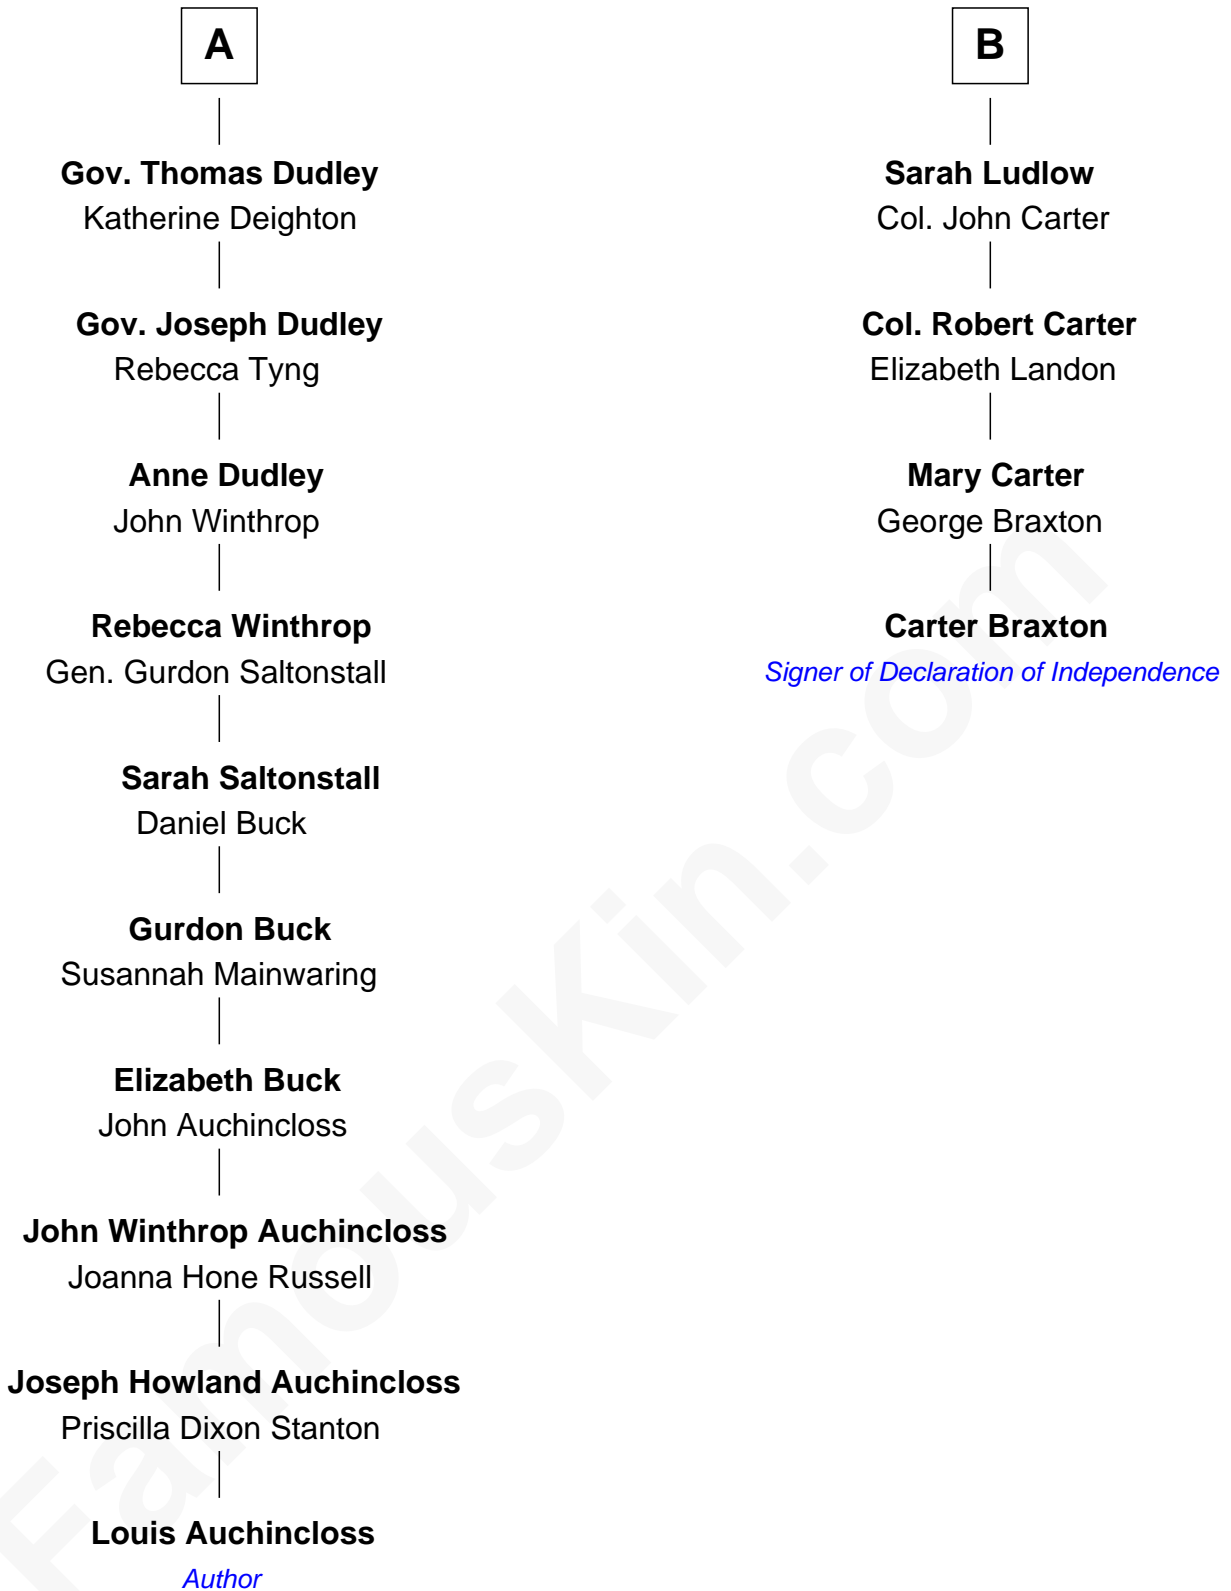 A
Gov. Thomas Dudley
Katherine Deighton
Gov. Joseph Dudley
Rebecca Tyng
Anne Dudley
John Winthrop
Rebecca Winthrop
Gen. Gurdon Saltonstall
Sarah Saltonstall
Daniel Buck
Gurdon Buck
Susannah Mainwaring
Elizabeth Buck
John Auchincloss
John Winthrop Auchincloss
Joanna Hone Russell
Joseph Howland Auchincloss
Priscilla Dixon Stanton
Louis Auchincloss
Author
B
Sarah Ludlow
Col. John Carter
Col. Robert Carter
Elizabeth Landon
Mary Carter
George Braxton
Carter Braxton
Signer of Declaration of Independence
FamousKin.com